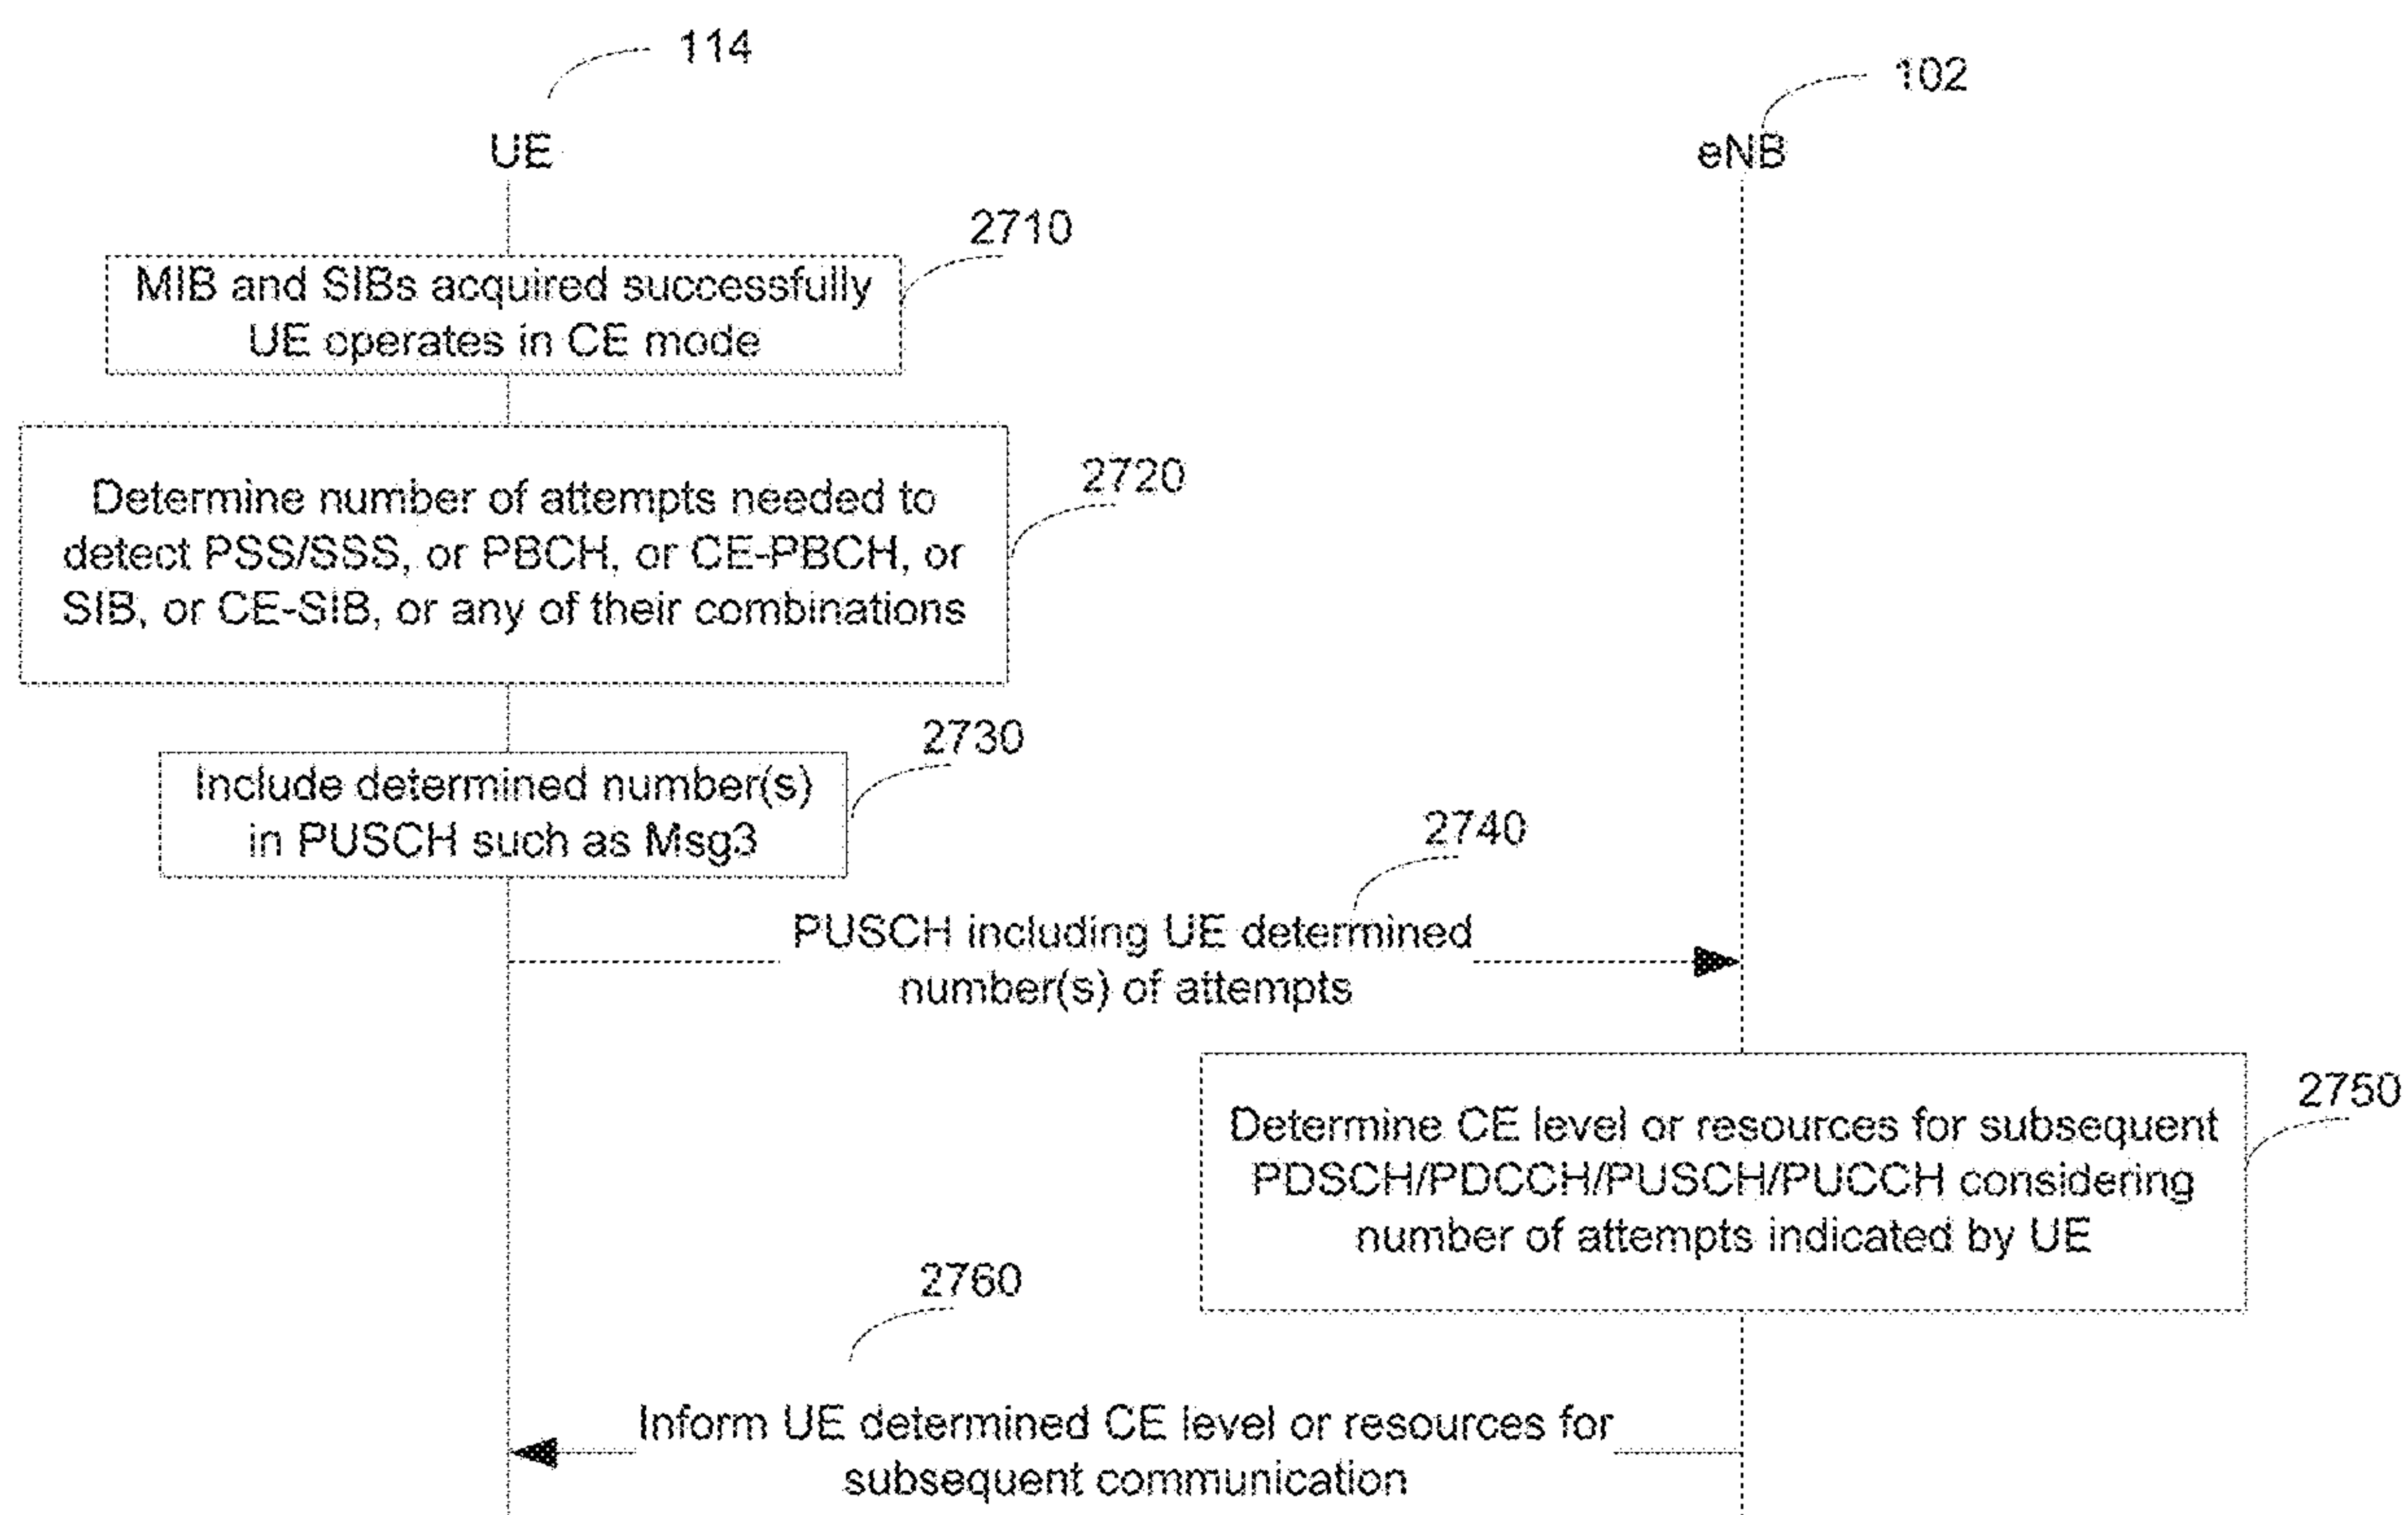 114
102
UE
eNB
2710
MIB and SIBs acquired successfully
UE operates in CE mode
2720
Determine number of attempts needed to
detect PSS/SSS, or PBCH, or CE-PBCH, or
SIB, or CE-SIB, or any of their combinations
2730
Include determined number(s)
in PUSCH such as Msg3
2740
PUSCH including UE determined
number(s) of attempts
2750
Determine CE level or resources for subsequent
PDSCH/PDCCH/PUSCH/PUCCH considering
number of attempts indicated by UE
2760
Inform UE determined CE level or resources for
subsequent communication